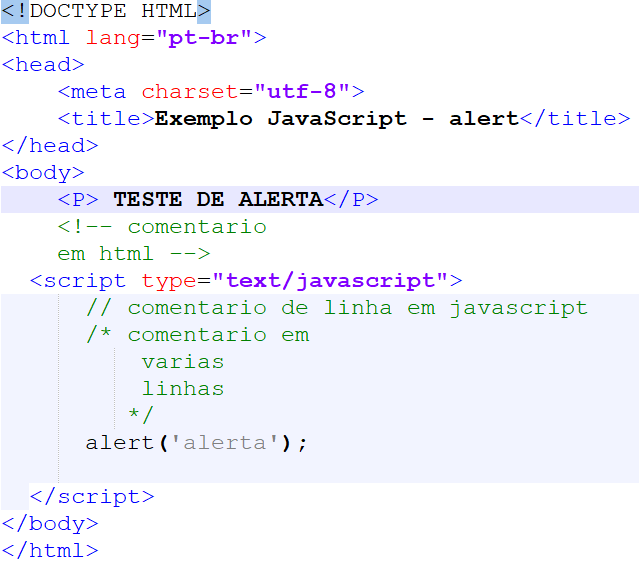 <!DOCTYPE HTML>
<html lang="pt-br">
<head>
    <meta charset="utf-8">
    <title>Exemplo JavaScript - alert</title>
</head>
<body>
    <P> TESTE DE ALERTA</P>
    <!-- comentario
    em html -->
  <script type="text/javascript">
      // comentario de linha em javascript
      /* comentario em
          varias
          linhas
         */
      alert('alerta');
  </script>
</body>
</html>